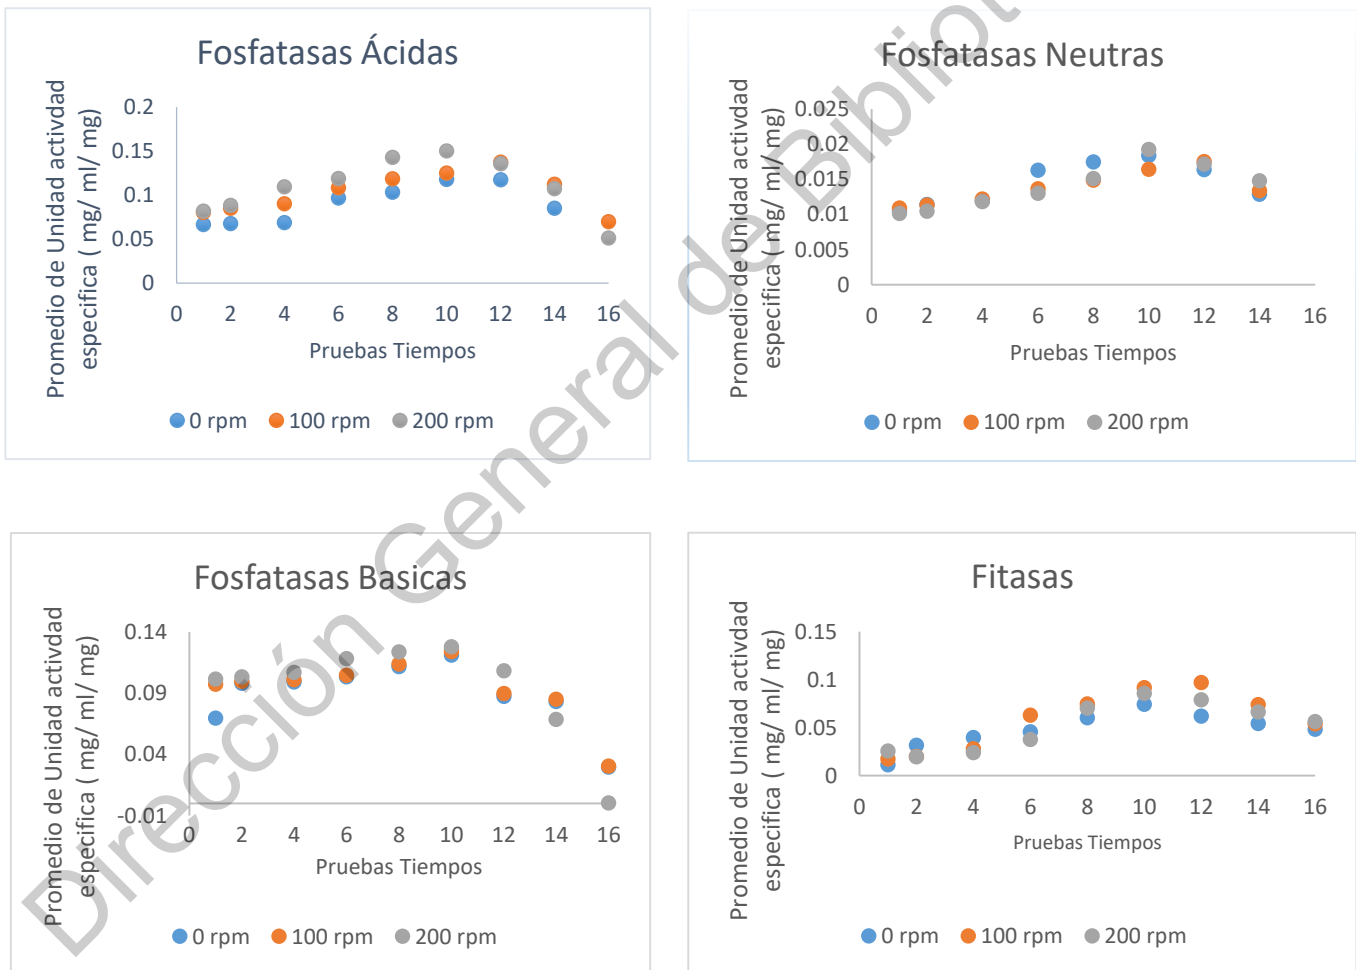 Fosfatasas Ácidas
Promedio de Unidad activdad
especifica ( mg/ ml/ mg)
0.2
0.15
0.1
0.05
0
0 2 4 6 8 10 12 14 16
Pruebas Tiempos
0 rpm 100 rpm 200 rpm
Fosfatasas Neutras
Promedio de Unidad activdad
especifica ( mg/ ml/ mg)
0.025
0.02
0.015
0.01
0.005
0
0 2 4 6 8 10 12 14 16
Pruebas Tiempos
0 rpm 100 rpm 200 rpm
Fosfatasas Basicas
Promedio de Unidad activdad
especifica ( mg/ ml/ mg)
0.14
0.09
0.04
-0.01
0 2 4 6 8 10 12 14 16
Pruebas Tiempos
0 rpm 100 rpm 200 rpm
Fitasas
Promedio de Unidad activdad
especifica ( mg/ ml/ mg)
0.15
0.1
0.05
0
0 2 4 6 8 10 12 14 16
Pruebas Tiempos
0 rpm 100 rpm 200 rpm
Dirección General de Bibliot